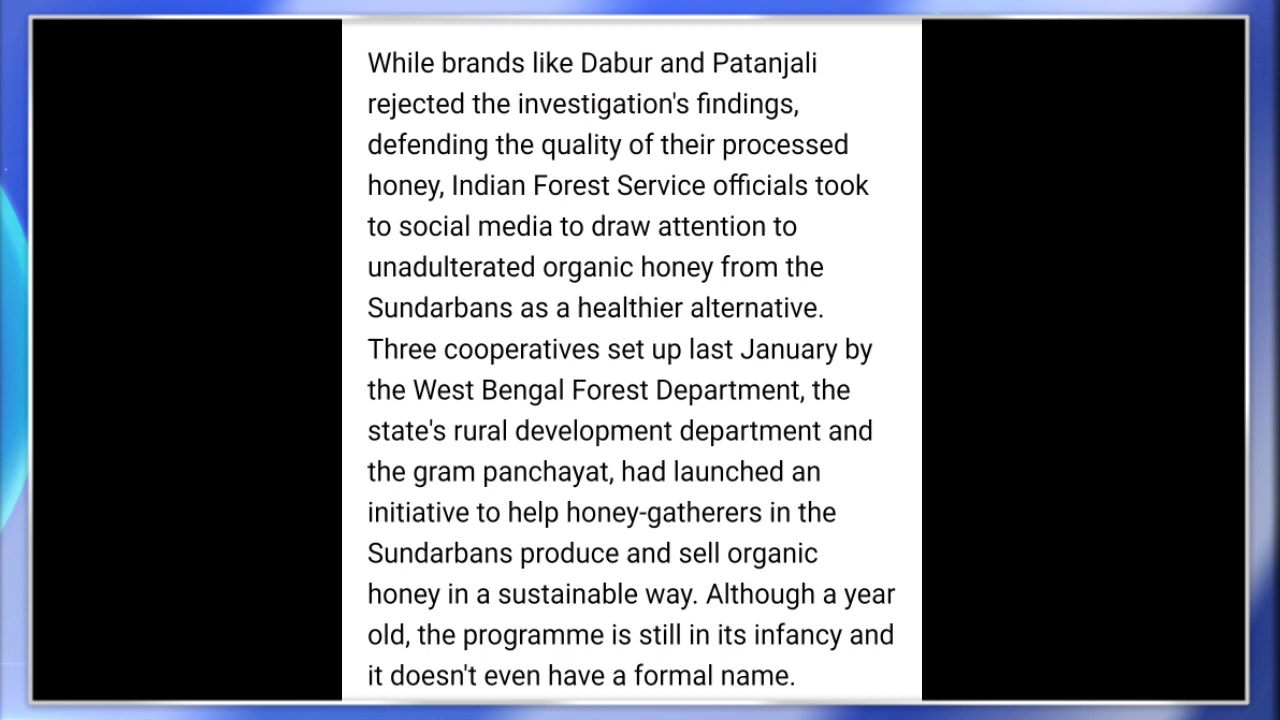 While brands like Dabur and Patanjali
rejected the investigation's findings,
defending the quality of their processed
honey, Indian Forest Service officials took
to social media to draw attention to
unadulterated organic honey from the
Sundarbans as a healthier alternative.
Three cooperatives set up last January by
the West Bengal Forest Department, the
state's rural development department and
the gram panchayat, had launched an
initiative to help honey-gatherers in the
Sundarbans produce and sell organic
honey in a sustainable way. Although a year
old, the programme is still in its infancy and
it doesn't even have a formal name.